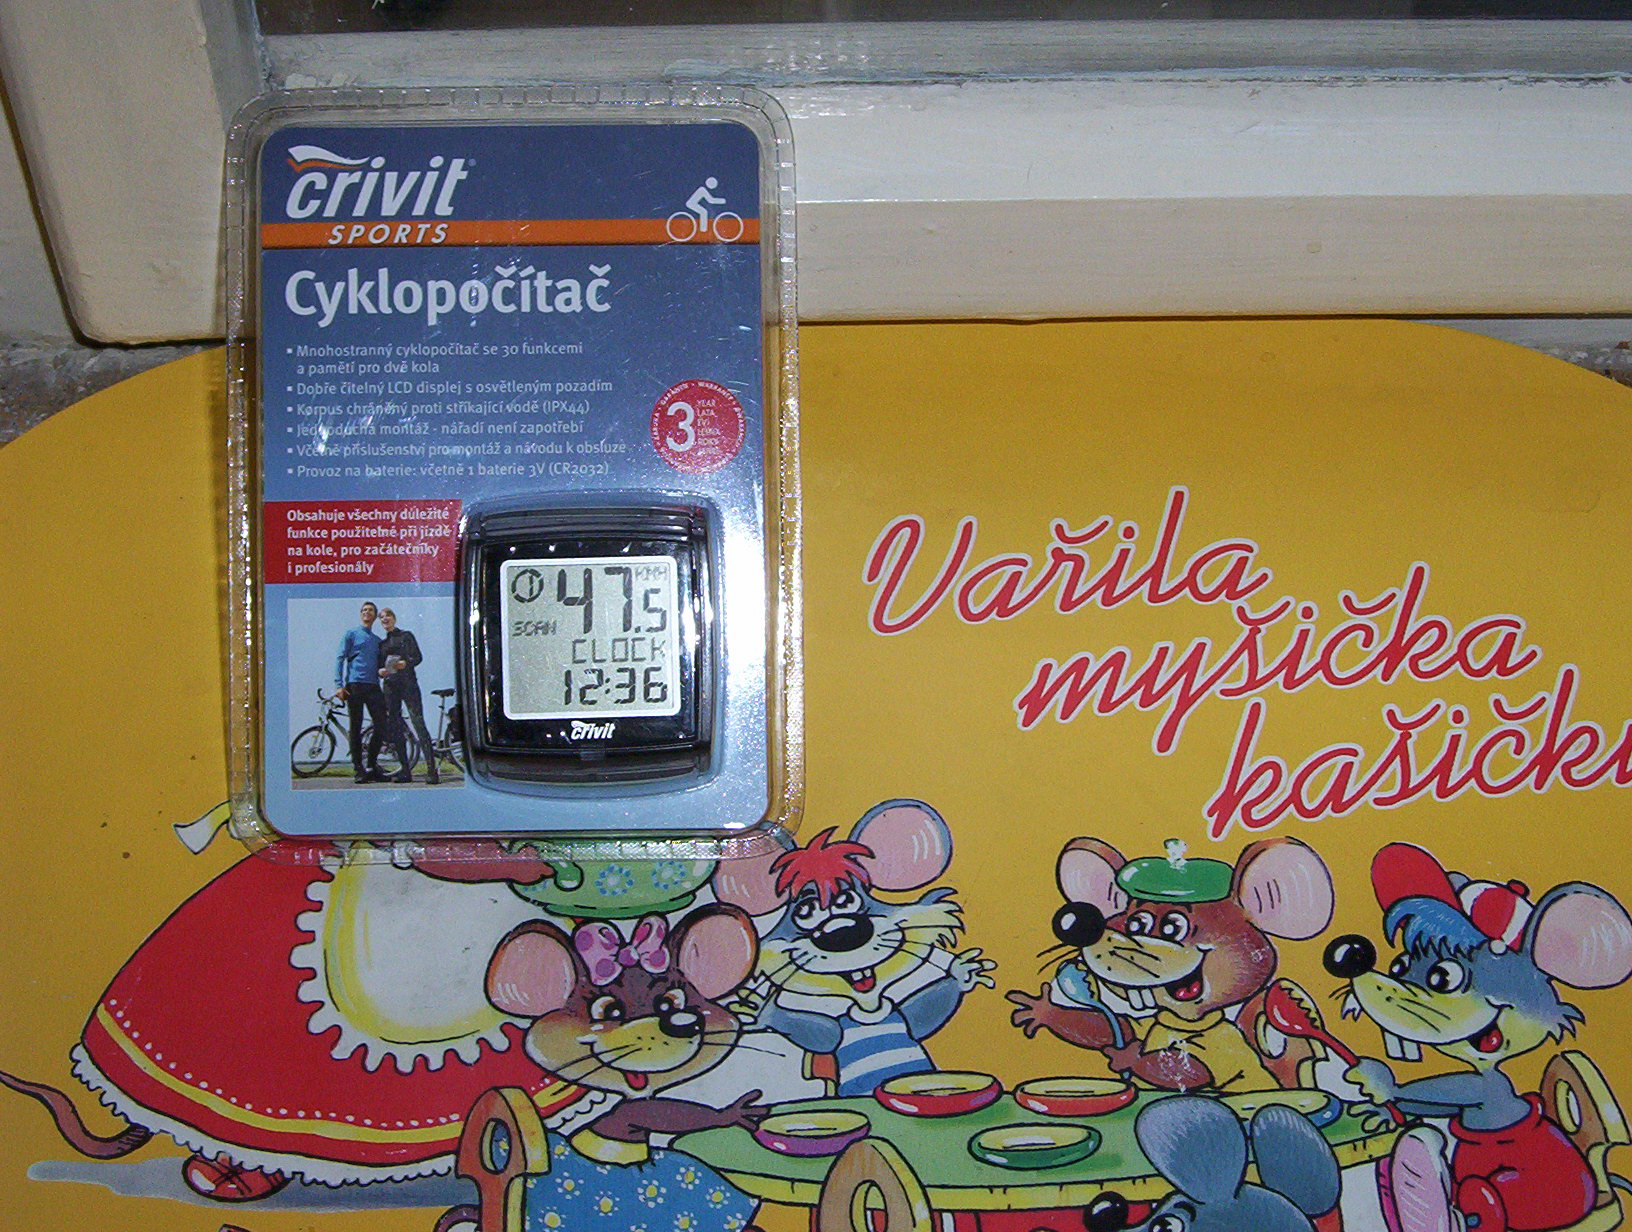 crivit
SPORTS
Cyklopočítač
▪ Mnohostranný cyklopočítač se 30 funkcemi
a pamětí pro dvě kola
▪ Dobře čitelný LCD displej s osvětleným pozadím
▪ Korpus chráněný proti stříkající vodě (IPX44)
▪ Jednoduchá montáž - nářadí není zapotřebí
▪ Včetně příslušenství pro montáž a návodu k obsluze
▪ Provoz na baterie: včetně 1 baterie 3V (CR2032)
3
YEAR
LATA
Obsahuje všechny důležité
funkce použitelné při jízdě
na kole, pro začátečníky
i profesionály
47.5 KMH
SCAN
CLOCK
12:36
crivit
Vařila
myšička
kašičku